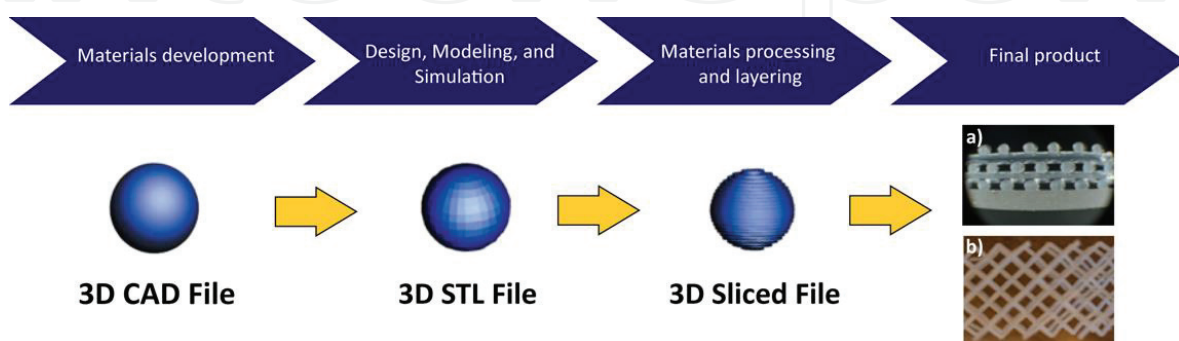 Materials development
Design, Modeling, and
Simulation
Materials processing
and layering
Final product
a)
b)
3D CAD File
3D STL File
3D Sliced File